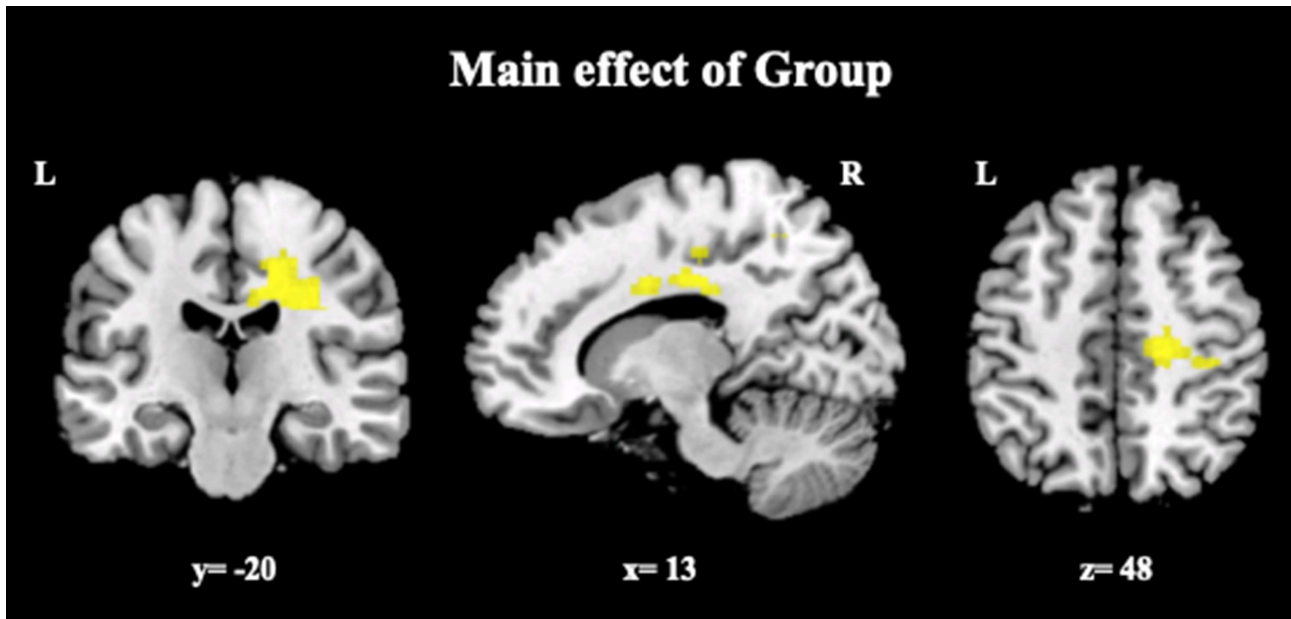 Main effect of Group
L
R
L
y= -20
x= 13
z= 48